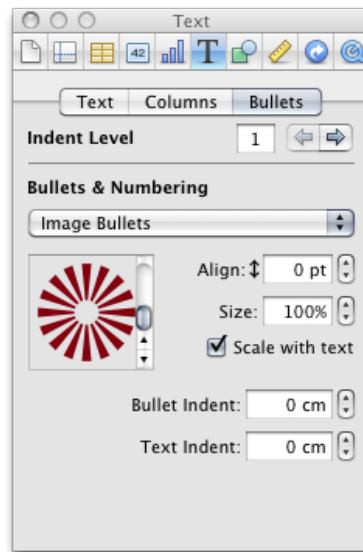 Text
42
T
Text Columns Bullets
Indent Level 1
Bullets & Numbering
Image Bullets
Align: 0 pt
Size: 100%
Scale with text
Bullet Indent: 0 cm
Text Indent: 0 cm